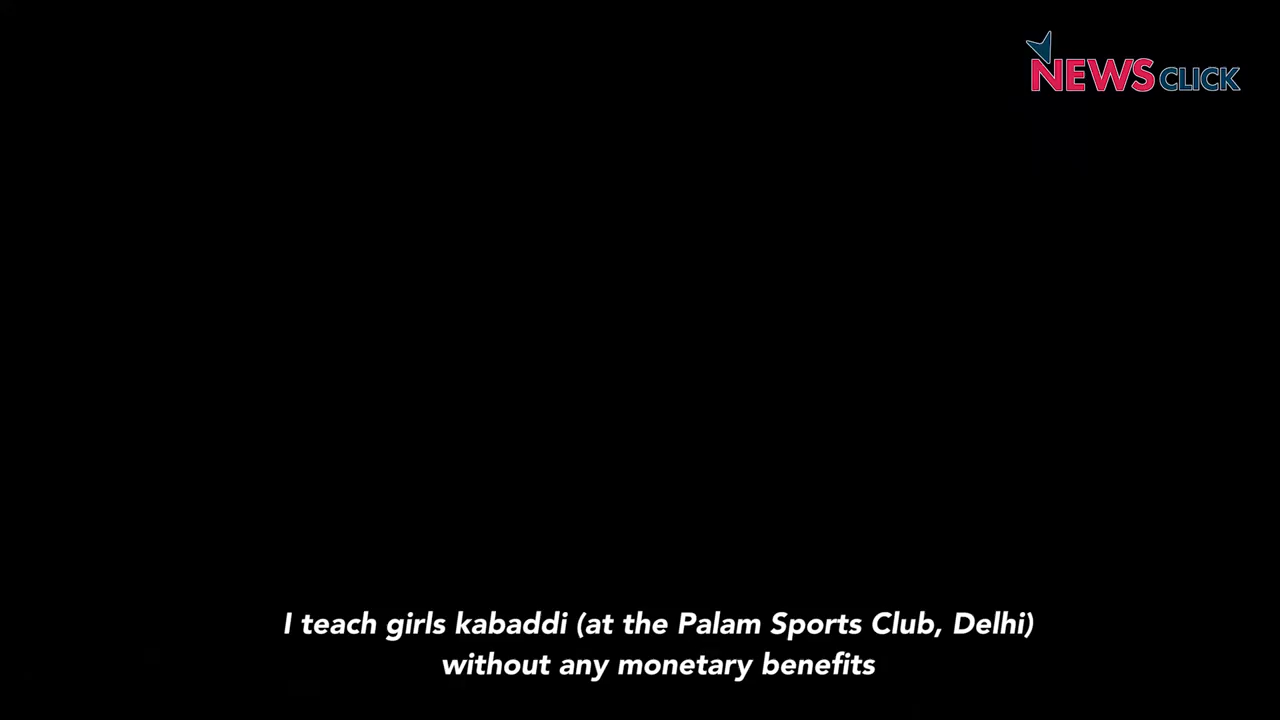 NEWSCLICK
I teach girls kabaddi (at the Palam Sports Club, Delhi)
without any monetary benefits